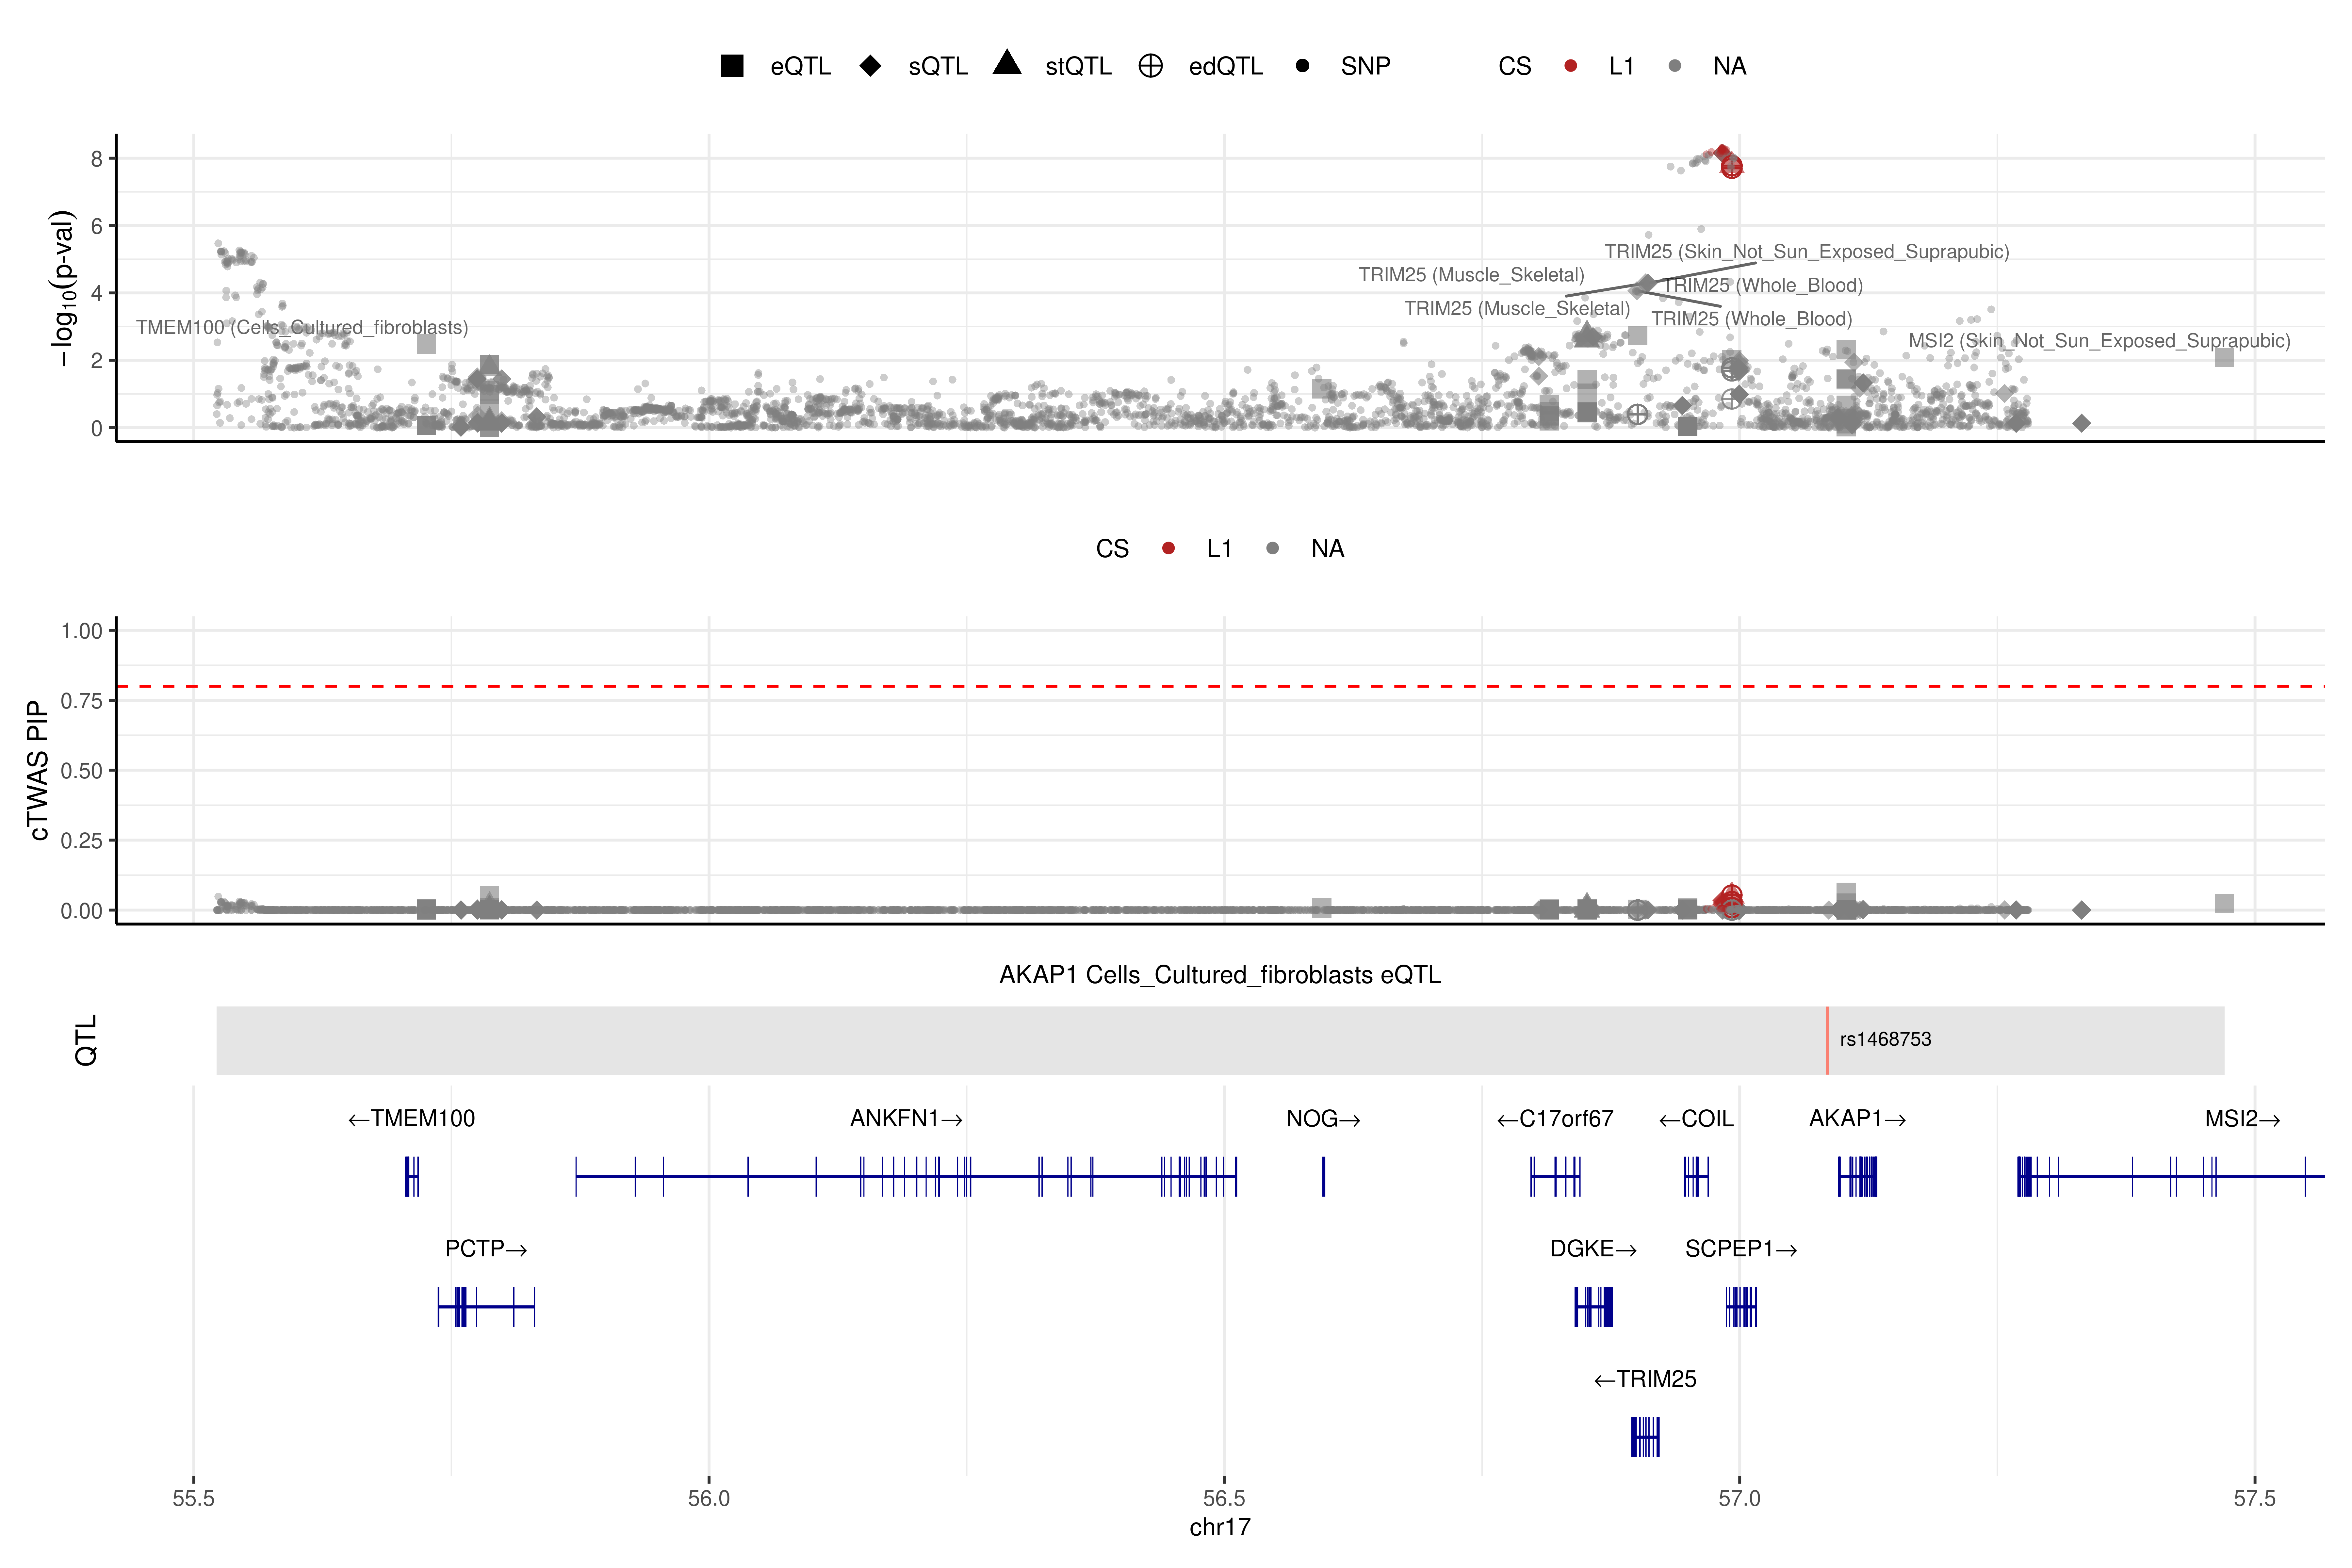 eQTL sQTL stQTL edQTL SNP CS L1 NA
−log10(p-val)
8
6
4
2
0
TRIM25 (Skin_Not_Sun_Exposed_Suprapubic)
TRIM25 (Muscle_Skeletal)
TRIM25 (Whole_Blood)
TRIM25 (Muscle_Skeletal)
TRIM25 (Whole_Blood)
TMEM100 (Cells_Cultured_fibroblasts)
MSI2 (Skin_Not_Sun_Exposed_Suprapubic)
CS L1 NA
cTWAS PIP
1.00
0.75
0.50
0.25
0.00
AKAP1 Cells_Cultured_fibroblasts eQTL
QTL
rs1468753
←TMEM100 ANKFN1→ NOG→ ←C17orf67 ←COIL AKAP1→ MSI2→
PCTP→ DGKE→ SCPEP1→
←TRIM25
55.5 56.0 56.5 57.0 57.5
chr17